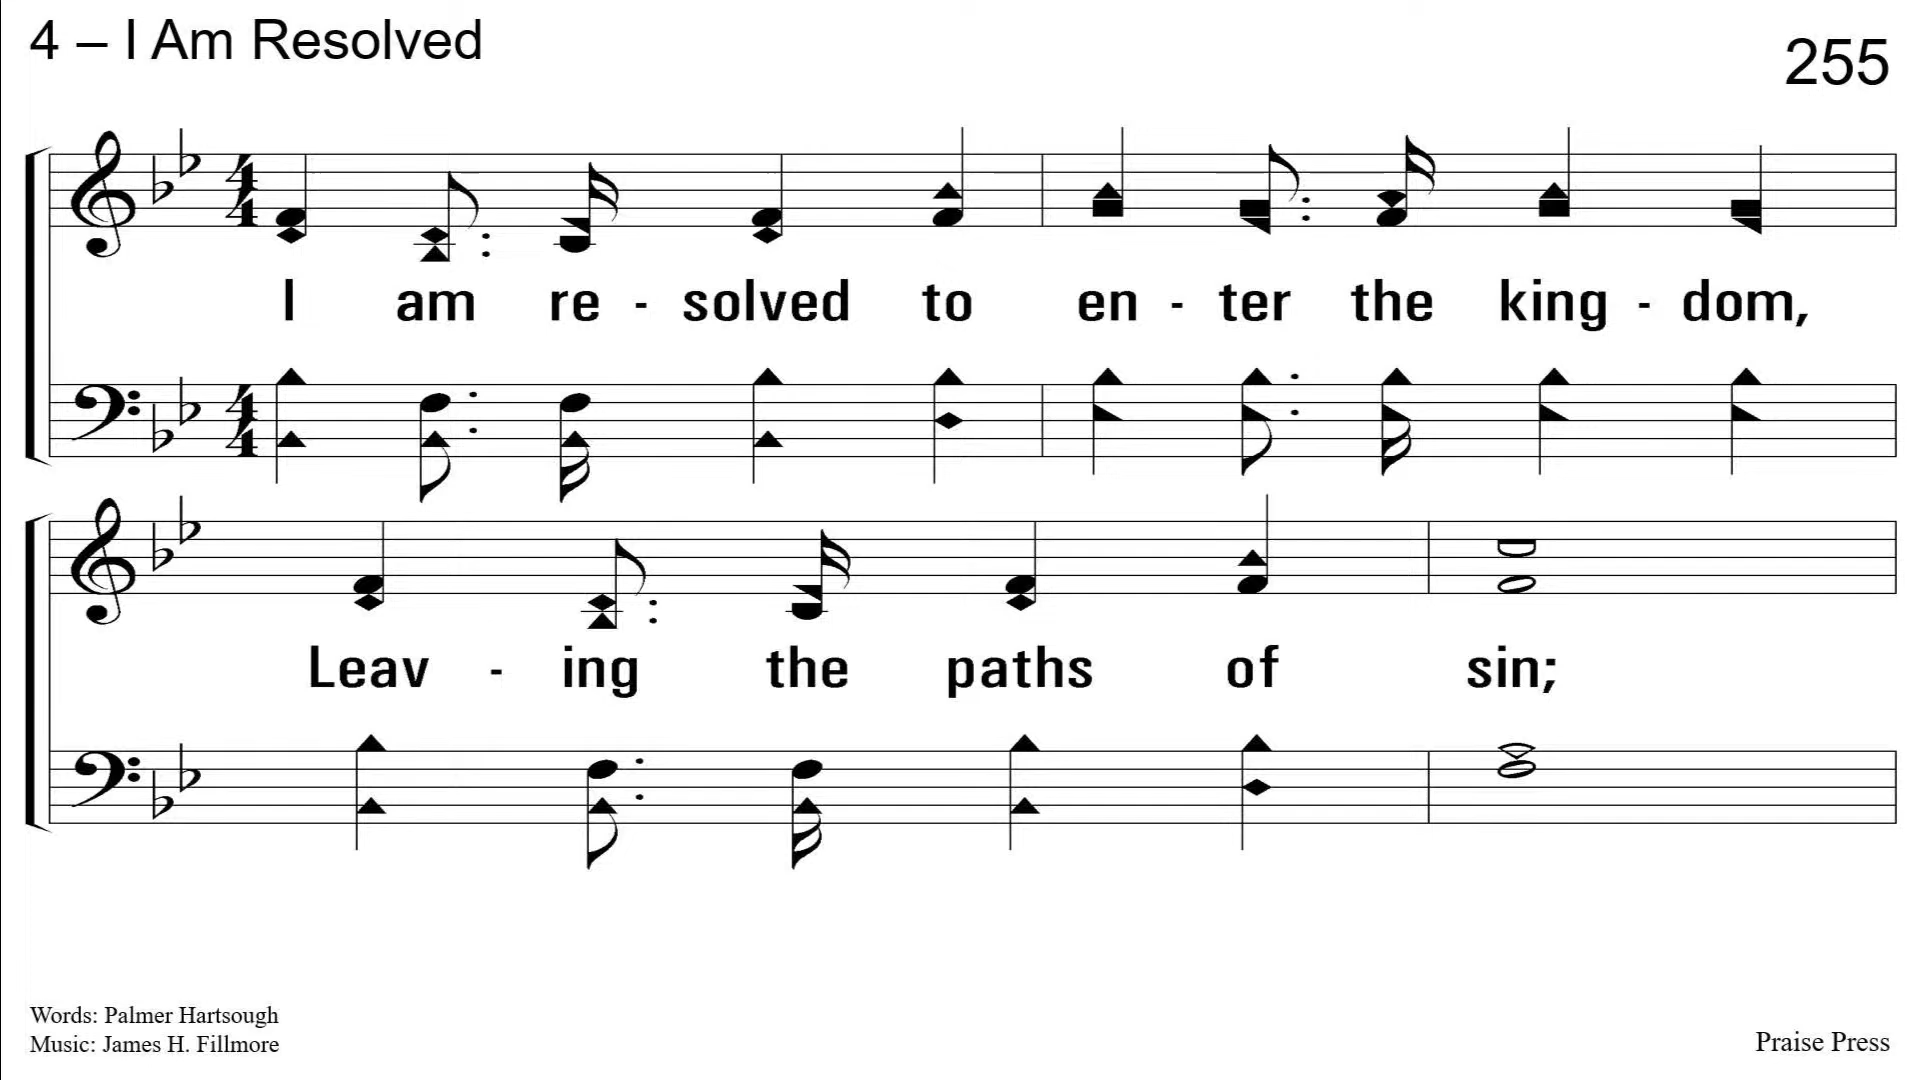 4 – I Am Resolved
255
I am re - solved to en - ter the king - dom,
Leav - ing the paths of sin;
Words: Palmer Hartsough
Music: James H. Fillmore
Praise Press